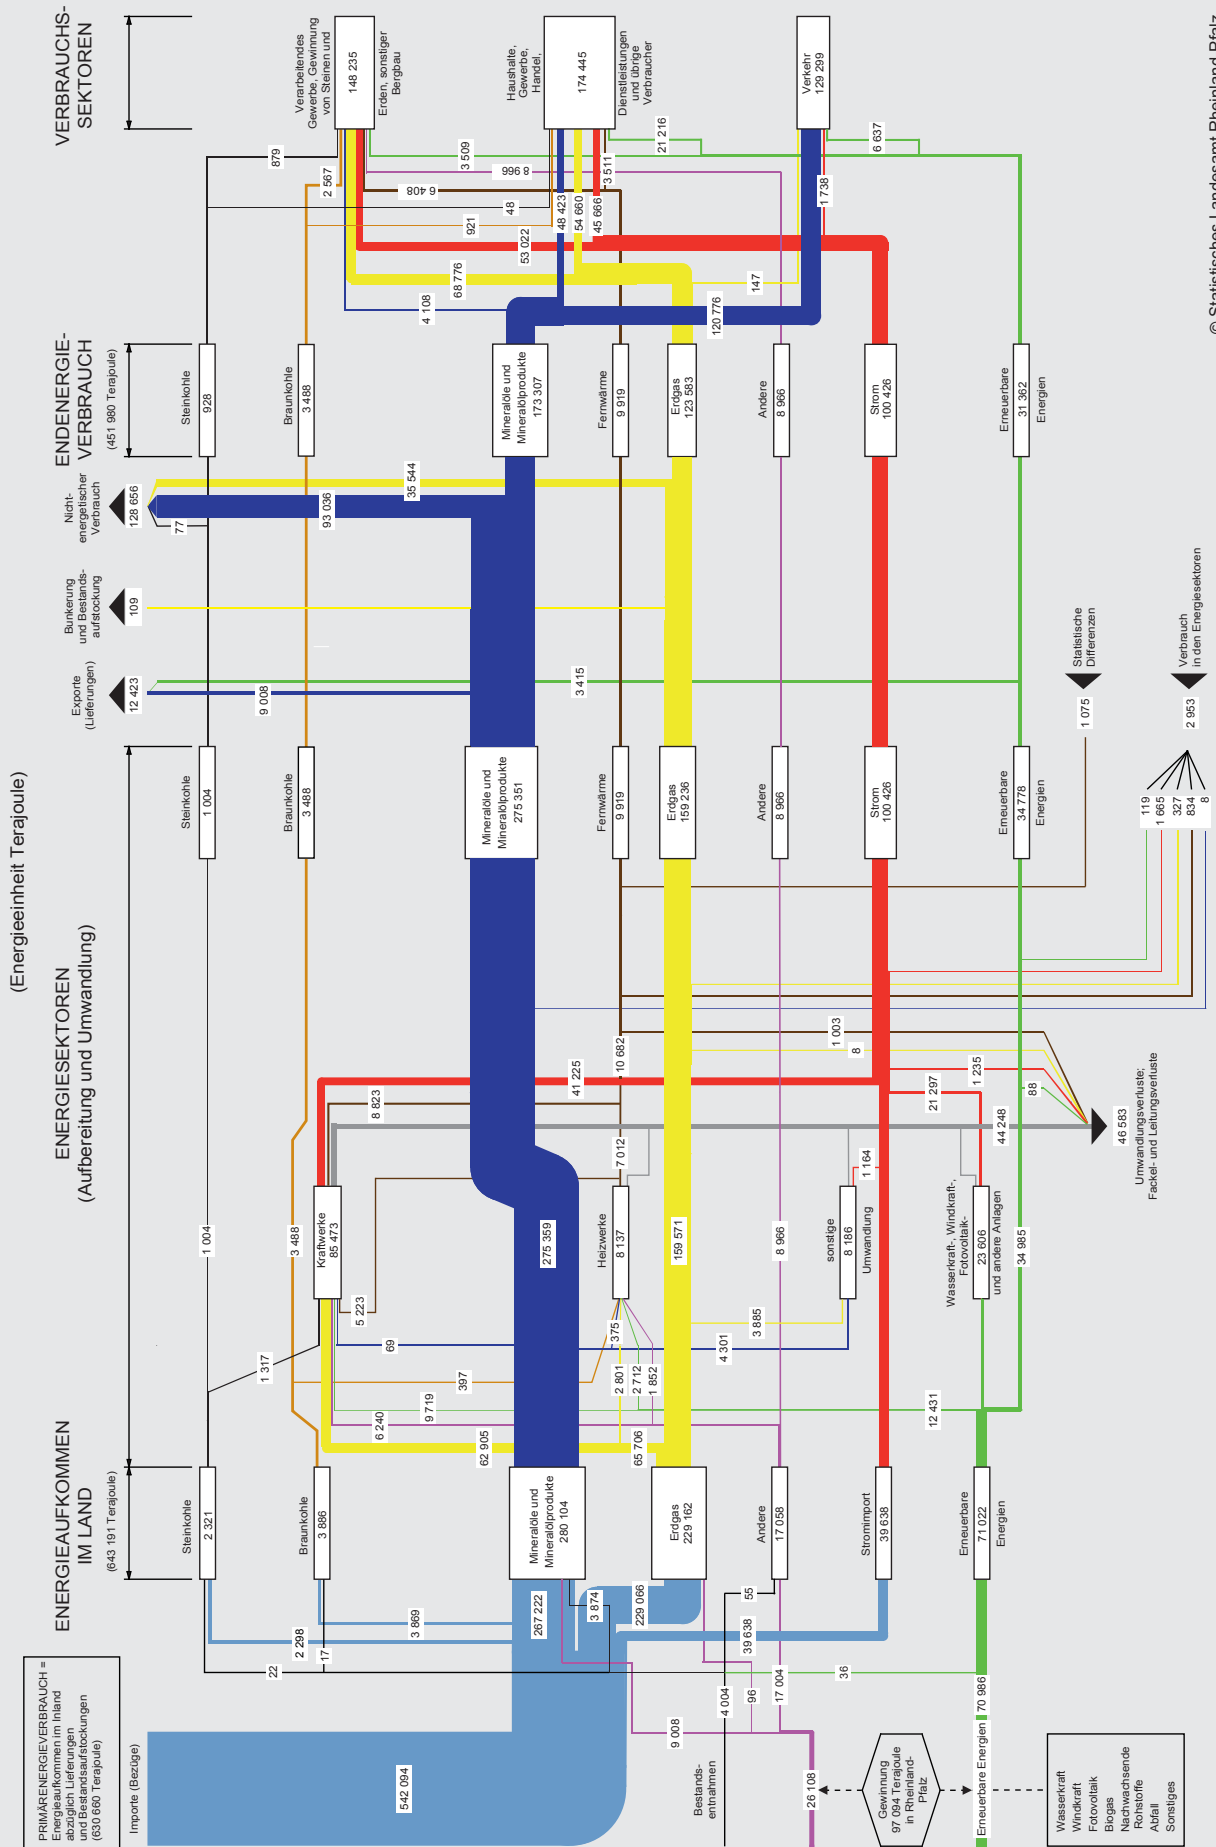 (Energieeinheit Terajoule)
ENERGIEAUFKOMMEN
IM LAND
(643 191 Terajoule)
ENERGIESEKTOREN
(Aufbereitung und Umwandlung)
ENDENERGIE-
VERBRAUCH
(451 980 Terajoule)
VERBRAUCHS-
SEKTOREN
PRIMÄRENERGIEVERBRAUCH =
Energieaufkommen im Inland
abzüglich Lieferungen
und Bestandsaufstockungen
(630 660 Terajoule)
Importe (Bezüge)
542 094
Bestands-
entnahmen
4 004
26 108
Gewinnung
97 094 Terajoule
in Rheinland-
Pfalz
Erneuerbare Energien
70 986
Wasserkraft
Windkraft
Fotovoltaik
Biogas
Nachwachsende
Rohstoffe
Abfall
Sonstiges
22
2 298
17
3 869
267 222
3 874
229 066
9 008
96
39 638
55
17 004
36
Steinkohle
2 321
Braunkohle
3 886
Mineralöle und
Mineralölprodukte
280 104
Erdgas
229 162
Andere
17 058
Stromimport
39 638
Erneuerbare
71 022
Energien
1 317
397
6 240
9 719
62 905
69
5 223
65 706
375
2 801
2 712
1 852
4 301
3 885
12 431
Kraftwerke
85 473
Heizwerke
8 137
sonstige
8 186
Umwandlung
Wasserkraft-, Windkraft-,
Fotovoltaik-
23 606
und andere Anlagen
1 004
3 488
275 359
159 571
8 966
34 985
8 823
41 225
7 012
10 682
1 164
21 297
44 248
1 003
8
1 235
88
46 583
Umwandlungsverluste;
Fackel- und Leitungsverluste
119
1 665
327
834
8
2 953
Verbrauch
in den Energiesektoren
1 075
Statistische
Differenzen
Steinkohle
1 004
Braunkohle
3 488
Mineralöle und
Mineralölprodukte
275 351
Fernwärme
9 919
Erdgas
159 236
Andere
8 966
Strom
100 426
Erneuerbare
34 778
Energien
Exporte
(Lieferungen)
12 423
9 008
3 415
Bunkerung
und Bestands-
aufstockung
109
Nicht-
energetischer
Verbrauch
128 656
77
93 036
35 544
Steinkohle
928
Braunkohle
3 488
Mineralöle und
Mineralölprodukte
173 307
Fernwärme
9 919
Erdgas
123 583
Andere
8 966
Strom
100 426
Erneuerbare
31 362
Energien
879
2 567
48
921
4 108
68 776
53 022
6 408
8 966
3 509
48 423
54 660
45 666
3 511
21 216
120 776
147
1 738
6 637
Verarbeitendes
Gewerbe, Gewinnung
von Steinen und
148 235
Erden, sonstiger
Bergbau
Haushalte,
Gewerbe,
Handel,
174 445
Dienstleistungen
und übrige
Verbraucher
Verkehr
129 299
© Statistisches Landesamt Rheinland-Pfalz